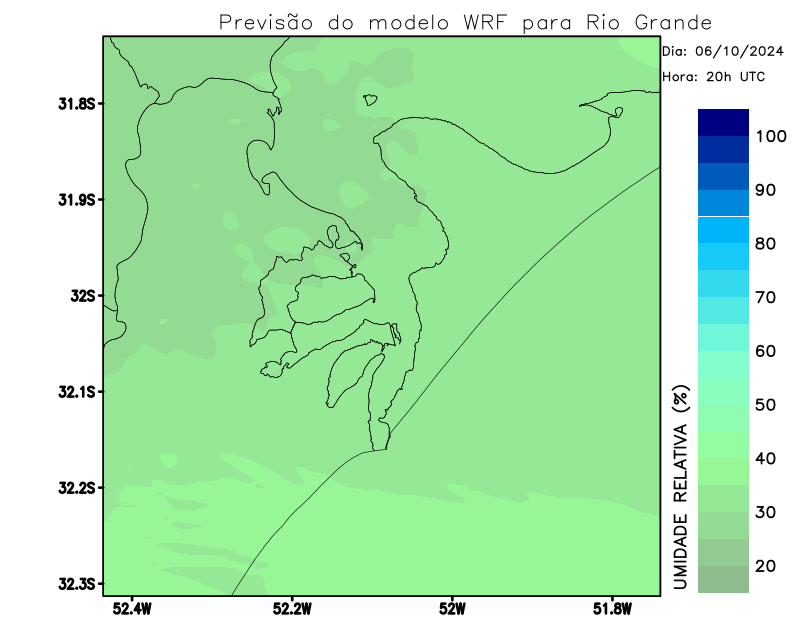 Previsão do modelo WRF para Rio Grande
Dia: 06/10/2024
Hora: 20h UTC
31.8S
31.9S
32S
32.1S
32.2S
32.3S
52.4W
52.2W
52W
51.8W
100
90
80
70
60
50
40
30
20
UMIDADE RELATIVA (%)